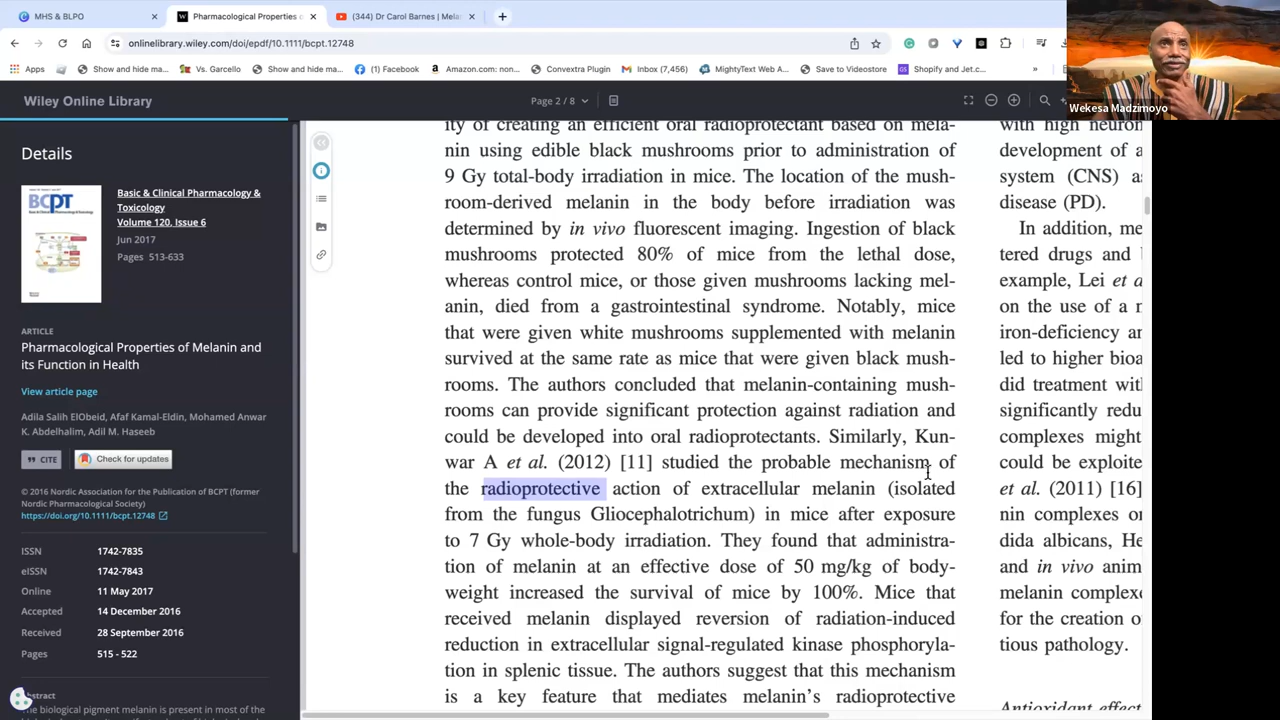 MHS & BLPO
Pharmacological Properties o
(344) Dr Carol Barnes | Mela
onlinelibrary.wiley.com/doi/epdf/10.1111/bcpt.12748
Apps
Show and hide ma...
Vs. Garcello
Show and hide ma...
(1) Facebook
Amazon.com: non...
Convextra Plugin
Inbox (7,456)
MightyText Web A...
Save to Videostore
Shopify and Jet.c...
»
Wekesa Madzimoyo
Wiley Online Library
Page 2 / 8
Details
Basic & Clinical Pharmacology &
Toxicology
Volume 120, Issue 6
Jun 2017
Pages 513-633
BCPT
ARTICLE
Pharmacological Properties of Melanin and
its Function in Health
View article page
Adila Salih ElObeid, Afaf Kamal-Eldin, Mohamed Anwar
K. Abdelhalim, Adil M. Haseeb
CITE
Check for updates
© 2016 Nordic Association for the Publication of BCPT (former
Nordic Pharmacological Society)
https://doi.org/10.1111/bcpt.12748
ISSN 1742-7835
eISSN 1742-7843
Online 11 May 2017
Accepted 14 December 2016
Received 28 September 2016
Pages 515 - 522
Abstract
The biological pigment melanin is present in most of the
ity of creating an efficient oral radioprotectant based on mela-
nin using edible black mushrooms prior to administration of
9 Gy total-body irradiation in mice. The location of the mush-
room-derived melanin in the body before irradiation was
determined by in vivo fluorescent imaging. Ingestion of black
mushrooms protected 80% of mice from the lethal dose,
whereas control mice, or those given mushrooms lacking mel-
anin, died from a gastrointestinal syndrome. Notably, mice
that were given white mushrooms supplemented with melanin
survived at the same rate as mice that were given black mush-
rooms. The authors concluded that melanin-containing mush-
rooms can provide significant protection against radiation and
could be developed into oral radioprotectants. Similarly, Kun-
war A et al. (2012) [11] studied the probable mechanism of
the radioprotective action of extracellular melanin (isolated
from the fungus Gliocephalotrichum) in mice after exposure
to 7 Gy whole-body irradiation. They found that administra-
tion of melanin at an effective dose of 50 mg/kg of body-
weight increased the survival of mice by 100%. Mice that
received melanin displayed reversion of radiation-induced
reduction in extracellular signal-regulated kinase phosphoryla-
tion in splenic tissue. The authors suggest that this mechanism
is a key feature that mediates melanin's radioprotective
with high neuron
development of a
system (CNS) as
disease (PD).
In addition, me
tered drugs and
example, Lei et a
on the use of a
iron-deficiency an
led to higher bioa
did treatment wit
significantly redu
complexes might
could be exploite
et al. (2011) [16]
nin complexes o
dida albicans, He
and in vivo anim
melanin complexe
for the creation o
tious pathology.
Antioxidant effect